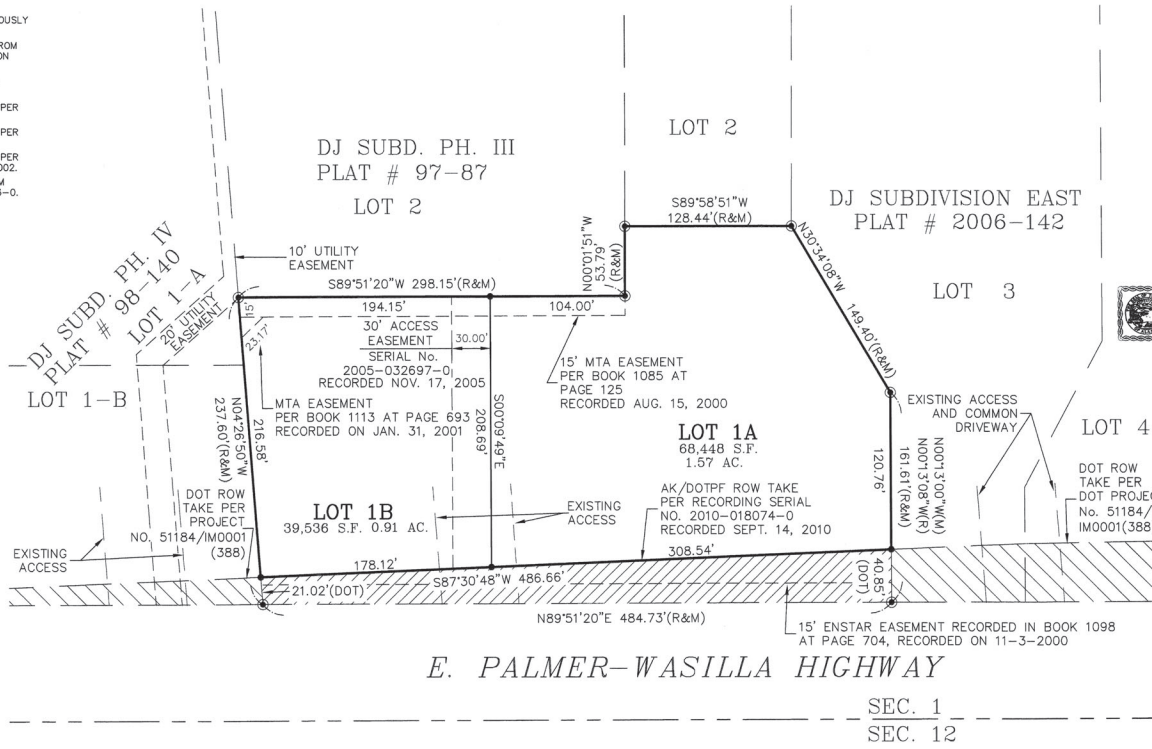 OUSLY
ROM
ON
PER
PER
PER
002.
M
6-0.
DJ SUBD. PH. III
PLAT # 97-87
LOT 2
LOT 2
DJ SUBDIVISION EAST
PLAT # 2006-142
LOT 3
LOT 4
DJ SUBD. PH. IV
PLAT # 98-140
LOT 1-A
20' UTILITY
EASEMENT
LOT 1-B
10' UTILITY
EASEMENT
S89°58'51"W
128.44'(R&M)
N00°01'51"W
53.79'
(R&M)
N30°34'08"W
149.40'(R&M)
S89°51'20"W 298.15'(R&M)
194.15'
104.00'
15'
23.17'
30' ACCESS
EASEMENT
SERIAL No.
2005-032697-0
RECORDED NOV. 17, 2005
30.00'
15' MTA EASEMENT
PER BOOK 1085 AT
PAGE 125
RECORDED AUG. 15, 2000
MTA EASEMENT
PER BOOK 1113 AT PAGE 693
RECORDED ON JAN. 31, 2001
N04°26'50"W
237.60'(R&M)
216.58'
S00°09'49"E
208.69'
LOT 1A
68,448 S.F.
1.57 AC.
EXISTING ACCESS
AND COMMON
DRIVEWAY
120.76'
161.61'(R&M)
N00°13'08"W(R)
N00°13'00"W(M)
DOT ROW
TAKE PER
DOT PROJEC
No. 51184/
IM0001(388
DOT ROW
TAKE PER
PROJECT
NO. 51184/IM0001
(388)
LOT 1B
39,536 S.F. 0.91 AC.
EXISTING
ACCESS
AK/DOTPF ROW TAKE
PER RECORDING SERIAL
NO. 2010-018074-0
RECORDED SEPT. 14, 2010
EXISTING
ACCESS
178.12'
308.54'
S87°30'48"W 486.66'
21.02'(DOT)
40.85'
(DOT)
N89°51'20"E 484.73'(R&M)
15' ENSTAR EASEMENT RECORDED IN BOOK 1098
AT PAGE 704, RECORDED ON 11-3-2000
E. PALMER-WASILLA HIGHWAY
SEC. 1
SEC. 12